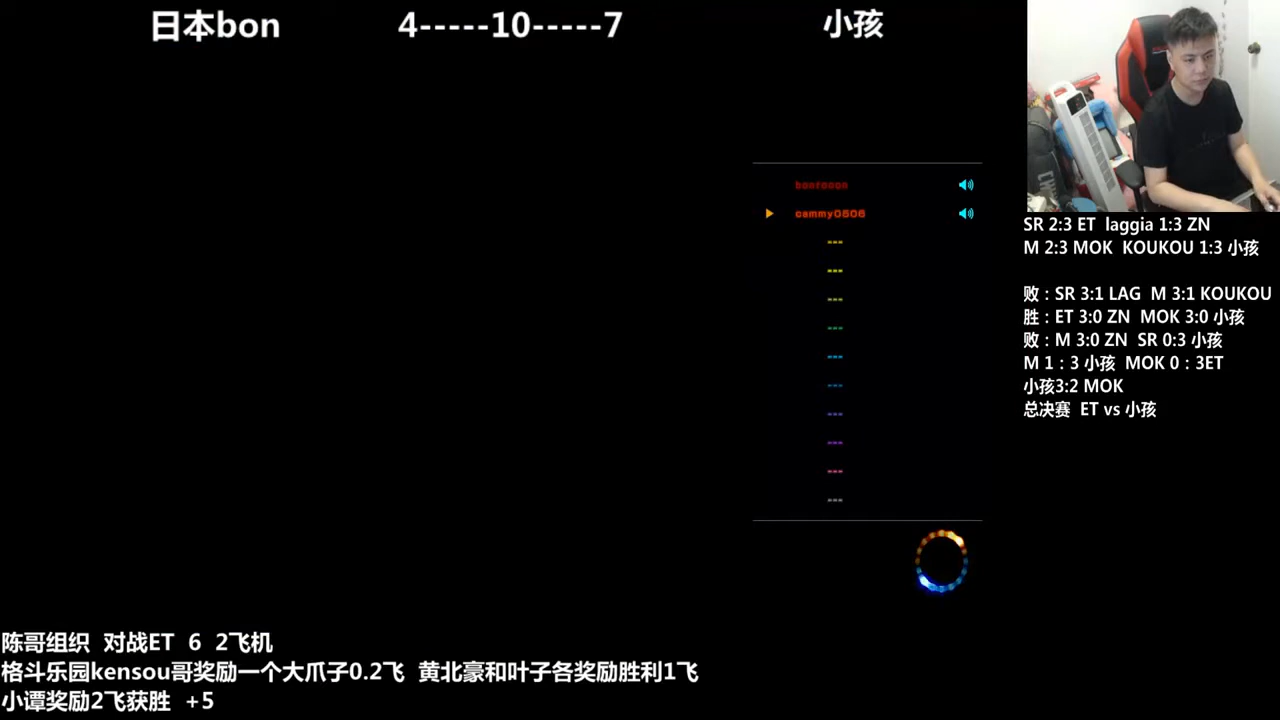 日本bon 4-----10-----7 小孩
bonrocon
cammy0606
---
---
---
---
---
---
---
---
---
---
SR 2:3 ET laggia 1:3 ZN
M 2:3 MOK KOUKOU 1:3 小孩
败：SR 3:1 LAG M 3:1 KOUKOU
胜：ET 3:0 ZN MOK 3:0 小孩
败：M 3:0 ZN SR 0:3 小孩
M 1：3 小孩 MOK 0：3ET
小孩3:2 MOK
总决赛 ET vs 小孩
陈哥组织 对战ET 6 2飞机
格斗乐园kensou哥奖励一个大爪子0.2飞 黄北豪和叶子各奖励胜利1飞
小谭奖励2飞获胜 +5